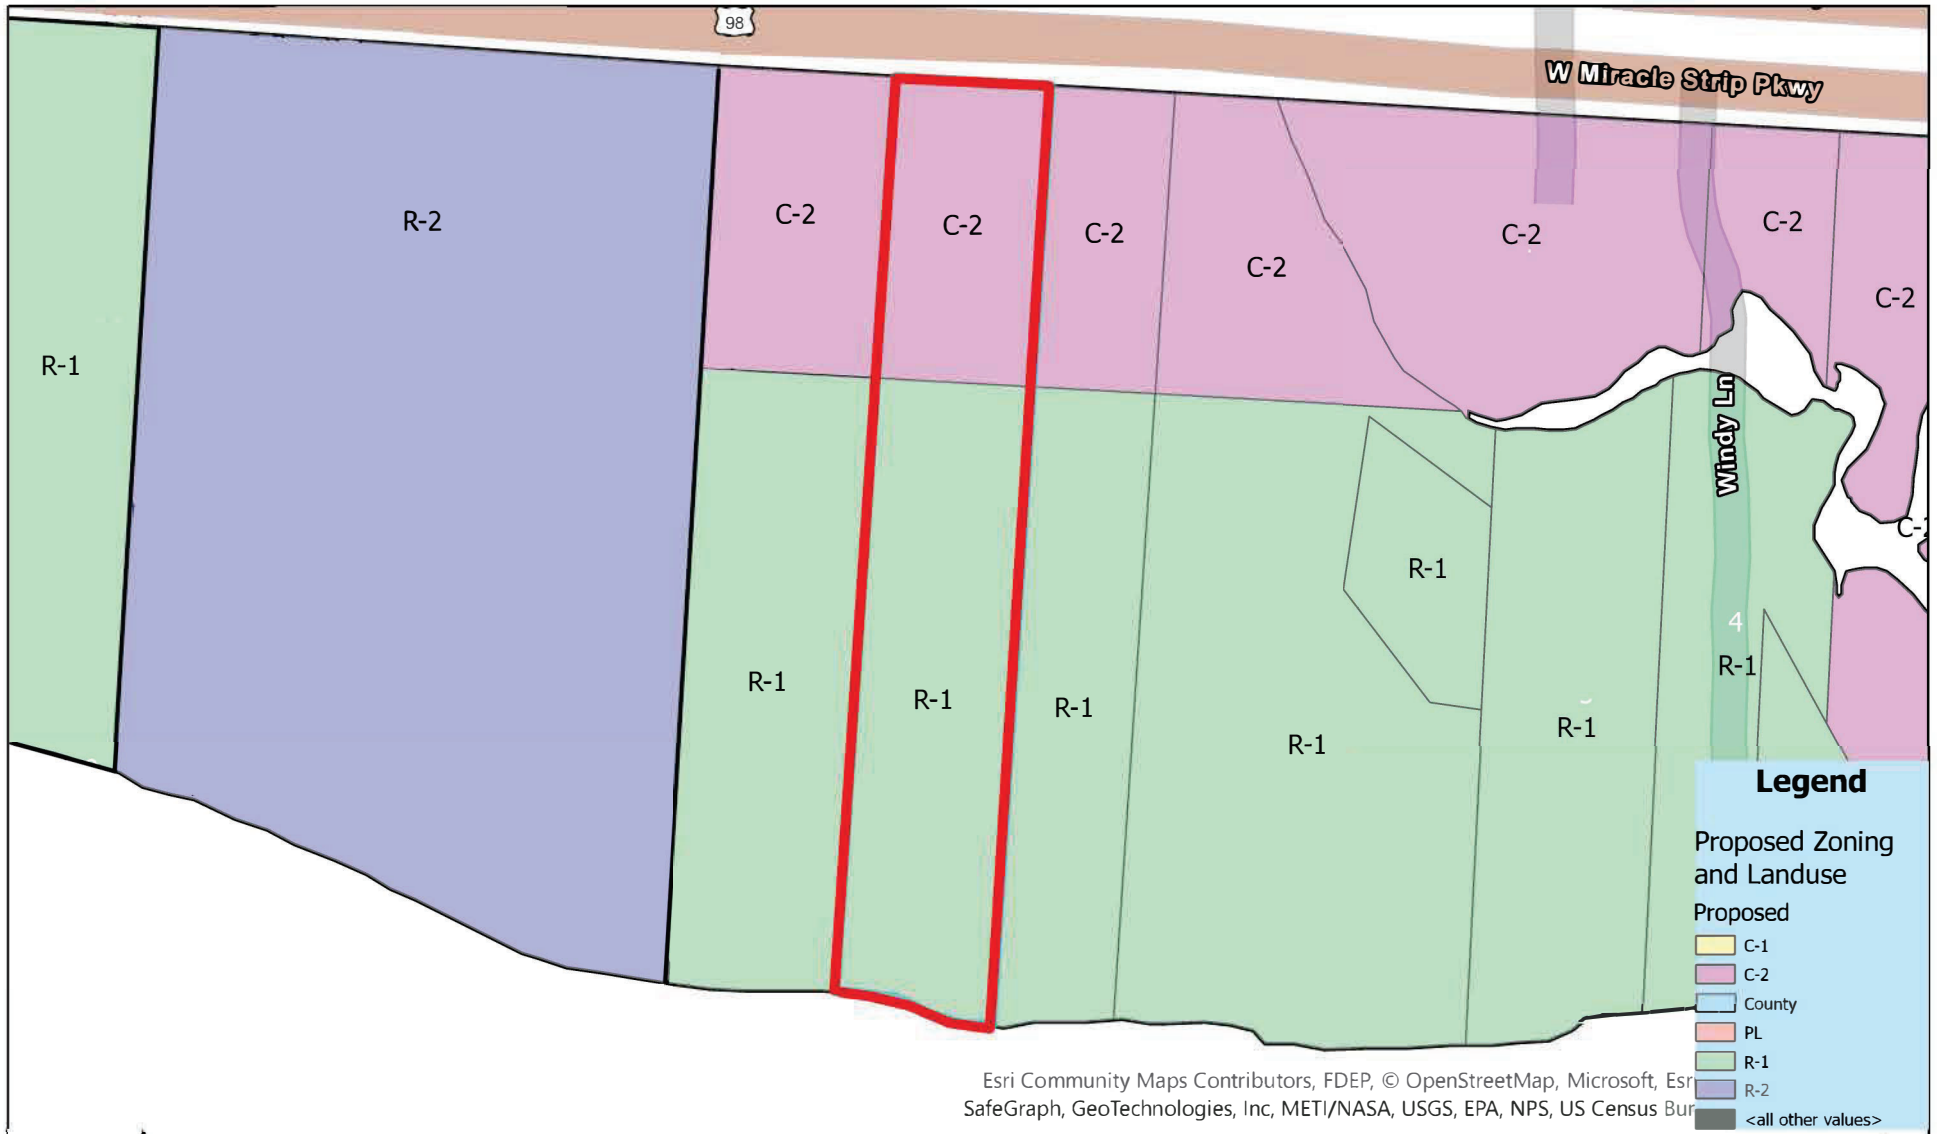 98
W Miracle Strip Pkwy
R-2
C-2
C-2
C-2
C-2
C-2
C-2
C-2
R-1
Windy Ln
R-1
4
R-1
R-1
R-1
R-1
R-1
R-1
Legend
Proposed Zoning
and Landuse
Proposed
C-1
C-2
County
PL
R-1
R-2
<all other values>
Esri Community Maps Contributors, FDEP, © OpenStreetMap, Microsoft, Esri
SafeGraph, GeoTechnologies, Inc, METI/NASA, USGS, EPA, NPS, US Census Bur